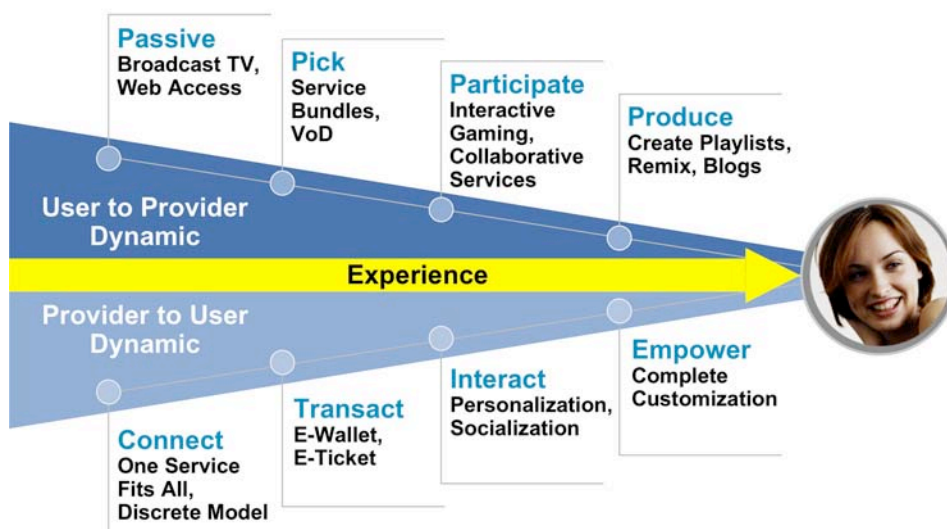 Passive
Broadcast TV,
Web Access
Pick
Service
Bundles,
VoD
Participate
Interactive
Gaming,
Collaborative
Services
Produce
Create Playlists,
Remix, Blogs
User to Provider
Dynamic
Experience
Provider to User
Dynamic
Connect
One Service
Fits All,
Discrete Model
Transact
E-Wallet,
E-Ticket
Interact
Personalization,
Socialization
Empower
Complete
Customization